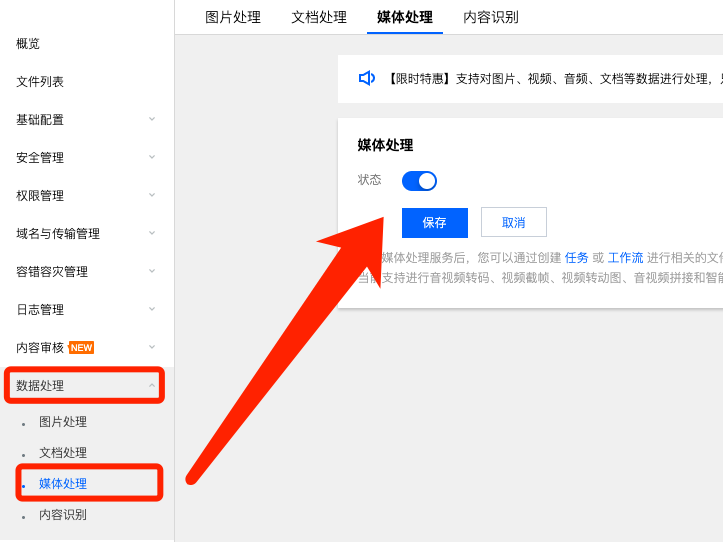 图片处理 文档处理 媒体处理 内容识别
概览
文件列表
基础配置
安全管理
权限管理
域名与传输管理
容错容灾管理
日志管理
内容审核 NEW
数据处理
图片处理
文档处理
媒体处理
内容识别
【限时特惠】支持对图片、视频、音频、文档等数据进行处理，
媒体处理
状态
保存 取消
媒体处理服务后，您可以通过创建 任务 或 工作流 进行相关的文
当前支持进行音视频转码、视频截帧、视频转动图、音视频拼接和智